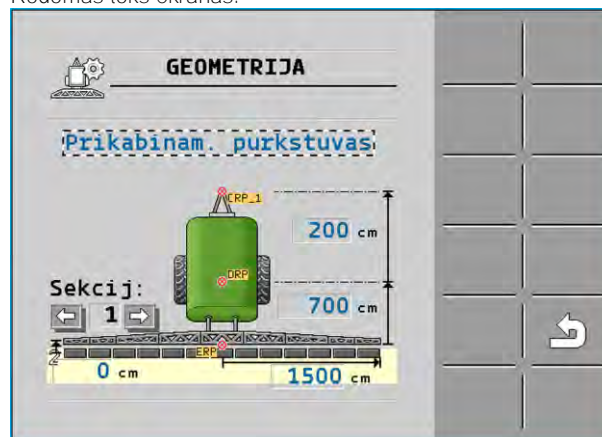 Rodomas toks ekranas:
GEOMETRIJA
Prikabinam. purkstuvas
CRP_1
200 cm
DRP
Sekcij:
700 cm
1
ERP
0 cm
1500 cm